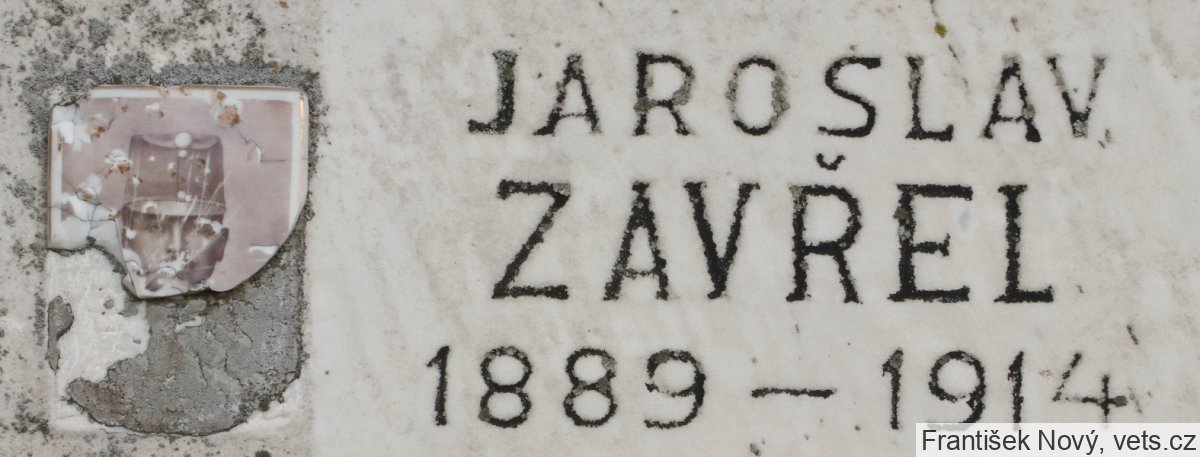 JAROSLAV
ZAVŘEL
1889 — 1914
František Nový, vets.cz